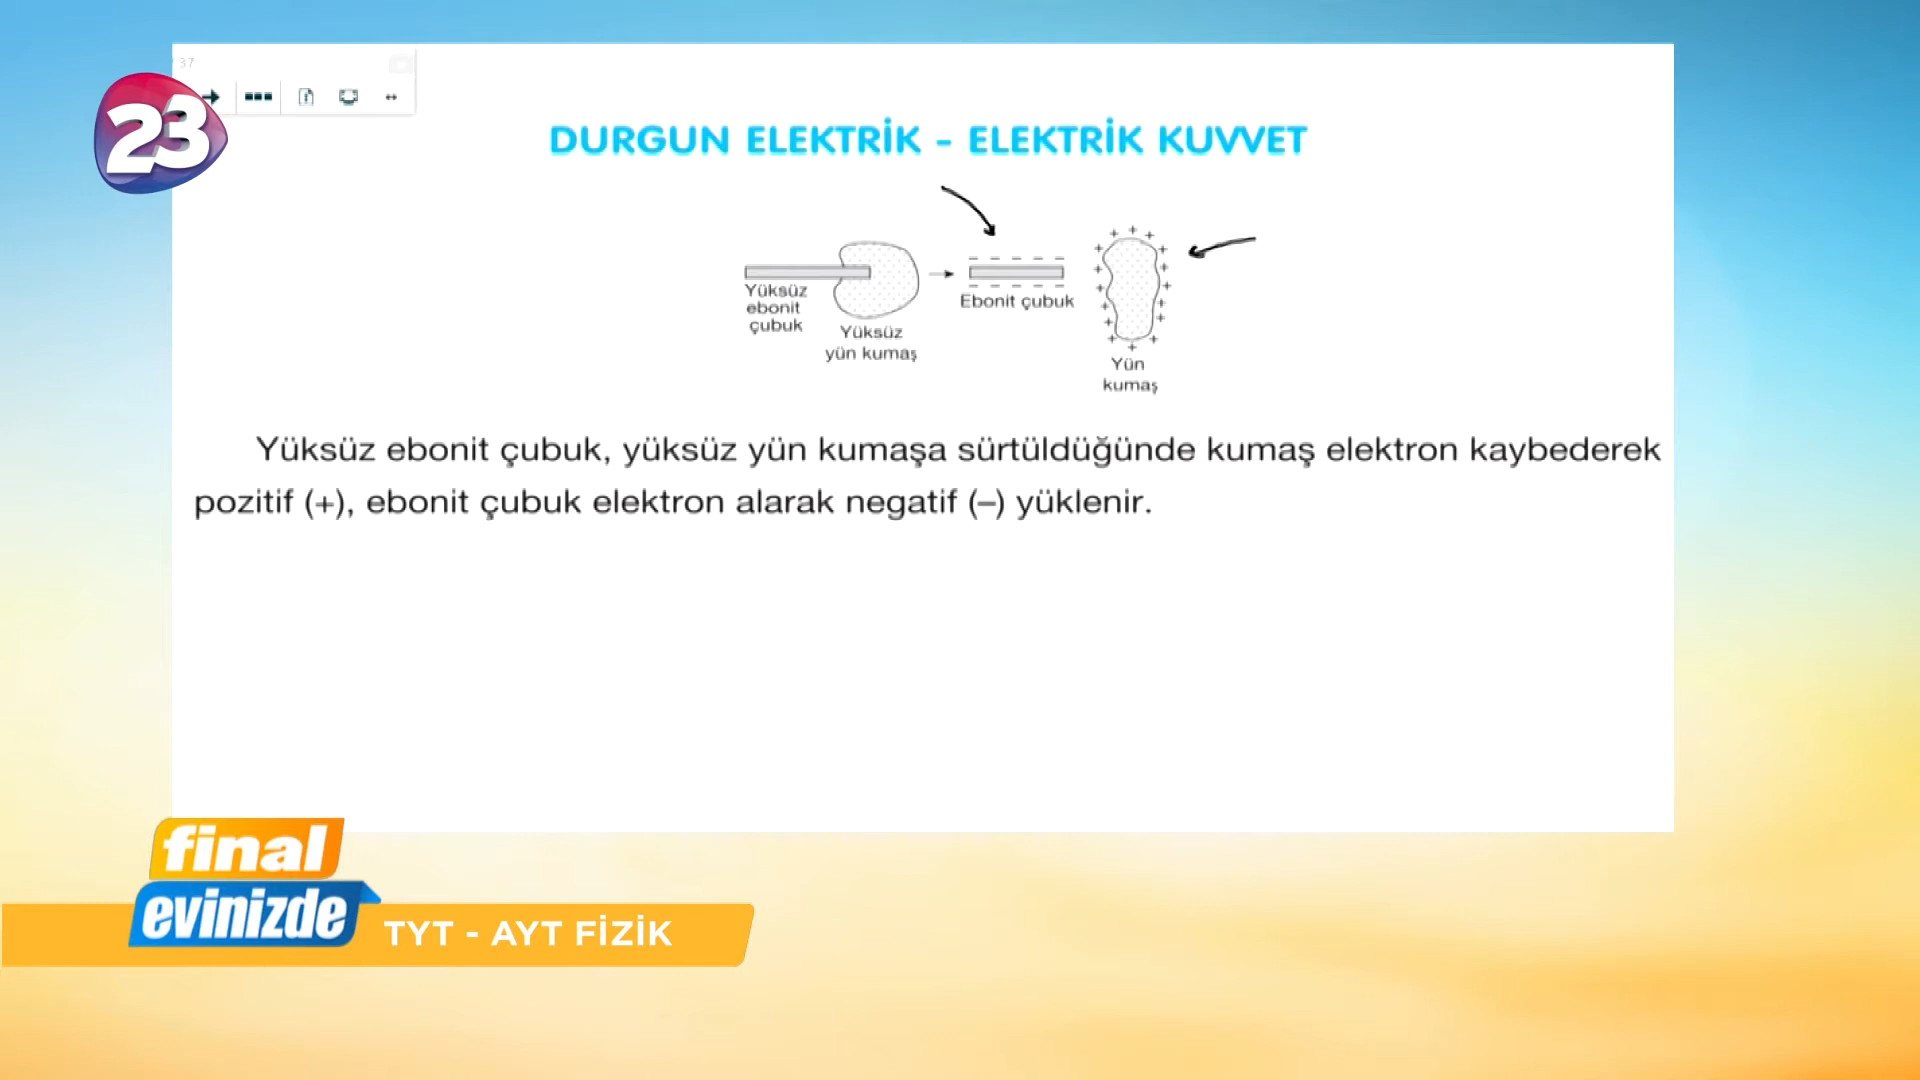 37
23
DURGUN ELEKTRİK - ELEKTRİK KUVVET
Yüksüz
ebonit
çubuk
Yüksüz
yün kumaş
Ebonit çubuk
Yün
kumaş
Yüksüz ebonit çubuk, yüksüz yün kumaşa sürtüldüğünde kumaş elektron kaybederek
pozitif (+), ebonit çubuk elektron alarak negatif (–) yüklenir.
final
evinizde
TYT - AYT FİZİK